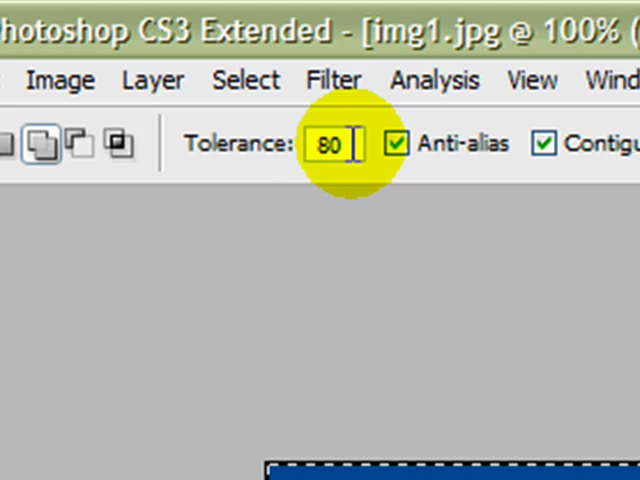 hotoshop CS3 Extended - [img1.jpg @ 100% (
Image Layer Select Filter Analysis View Wind
Tolerance: 80 Anti-alias Contigu